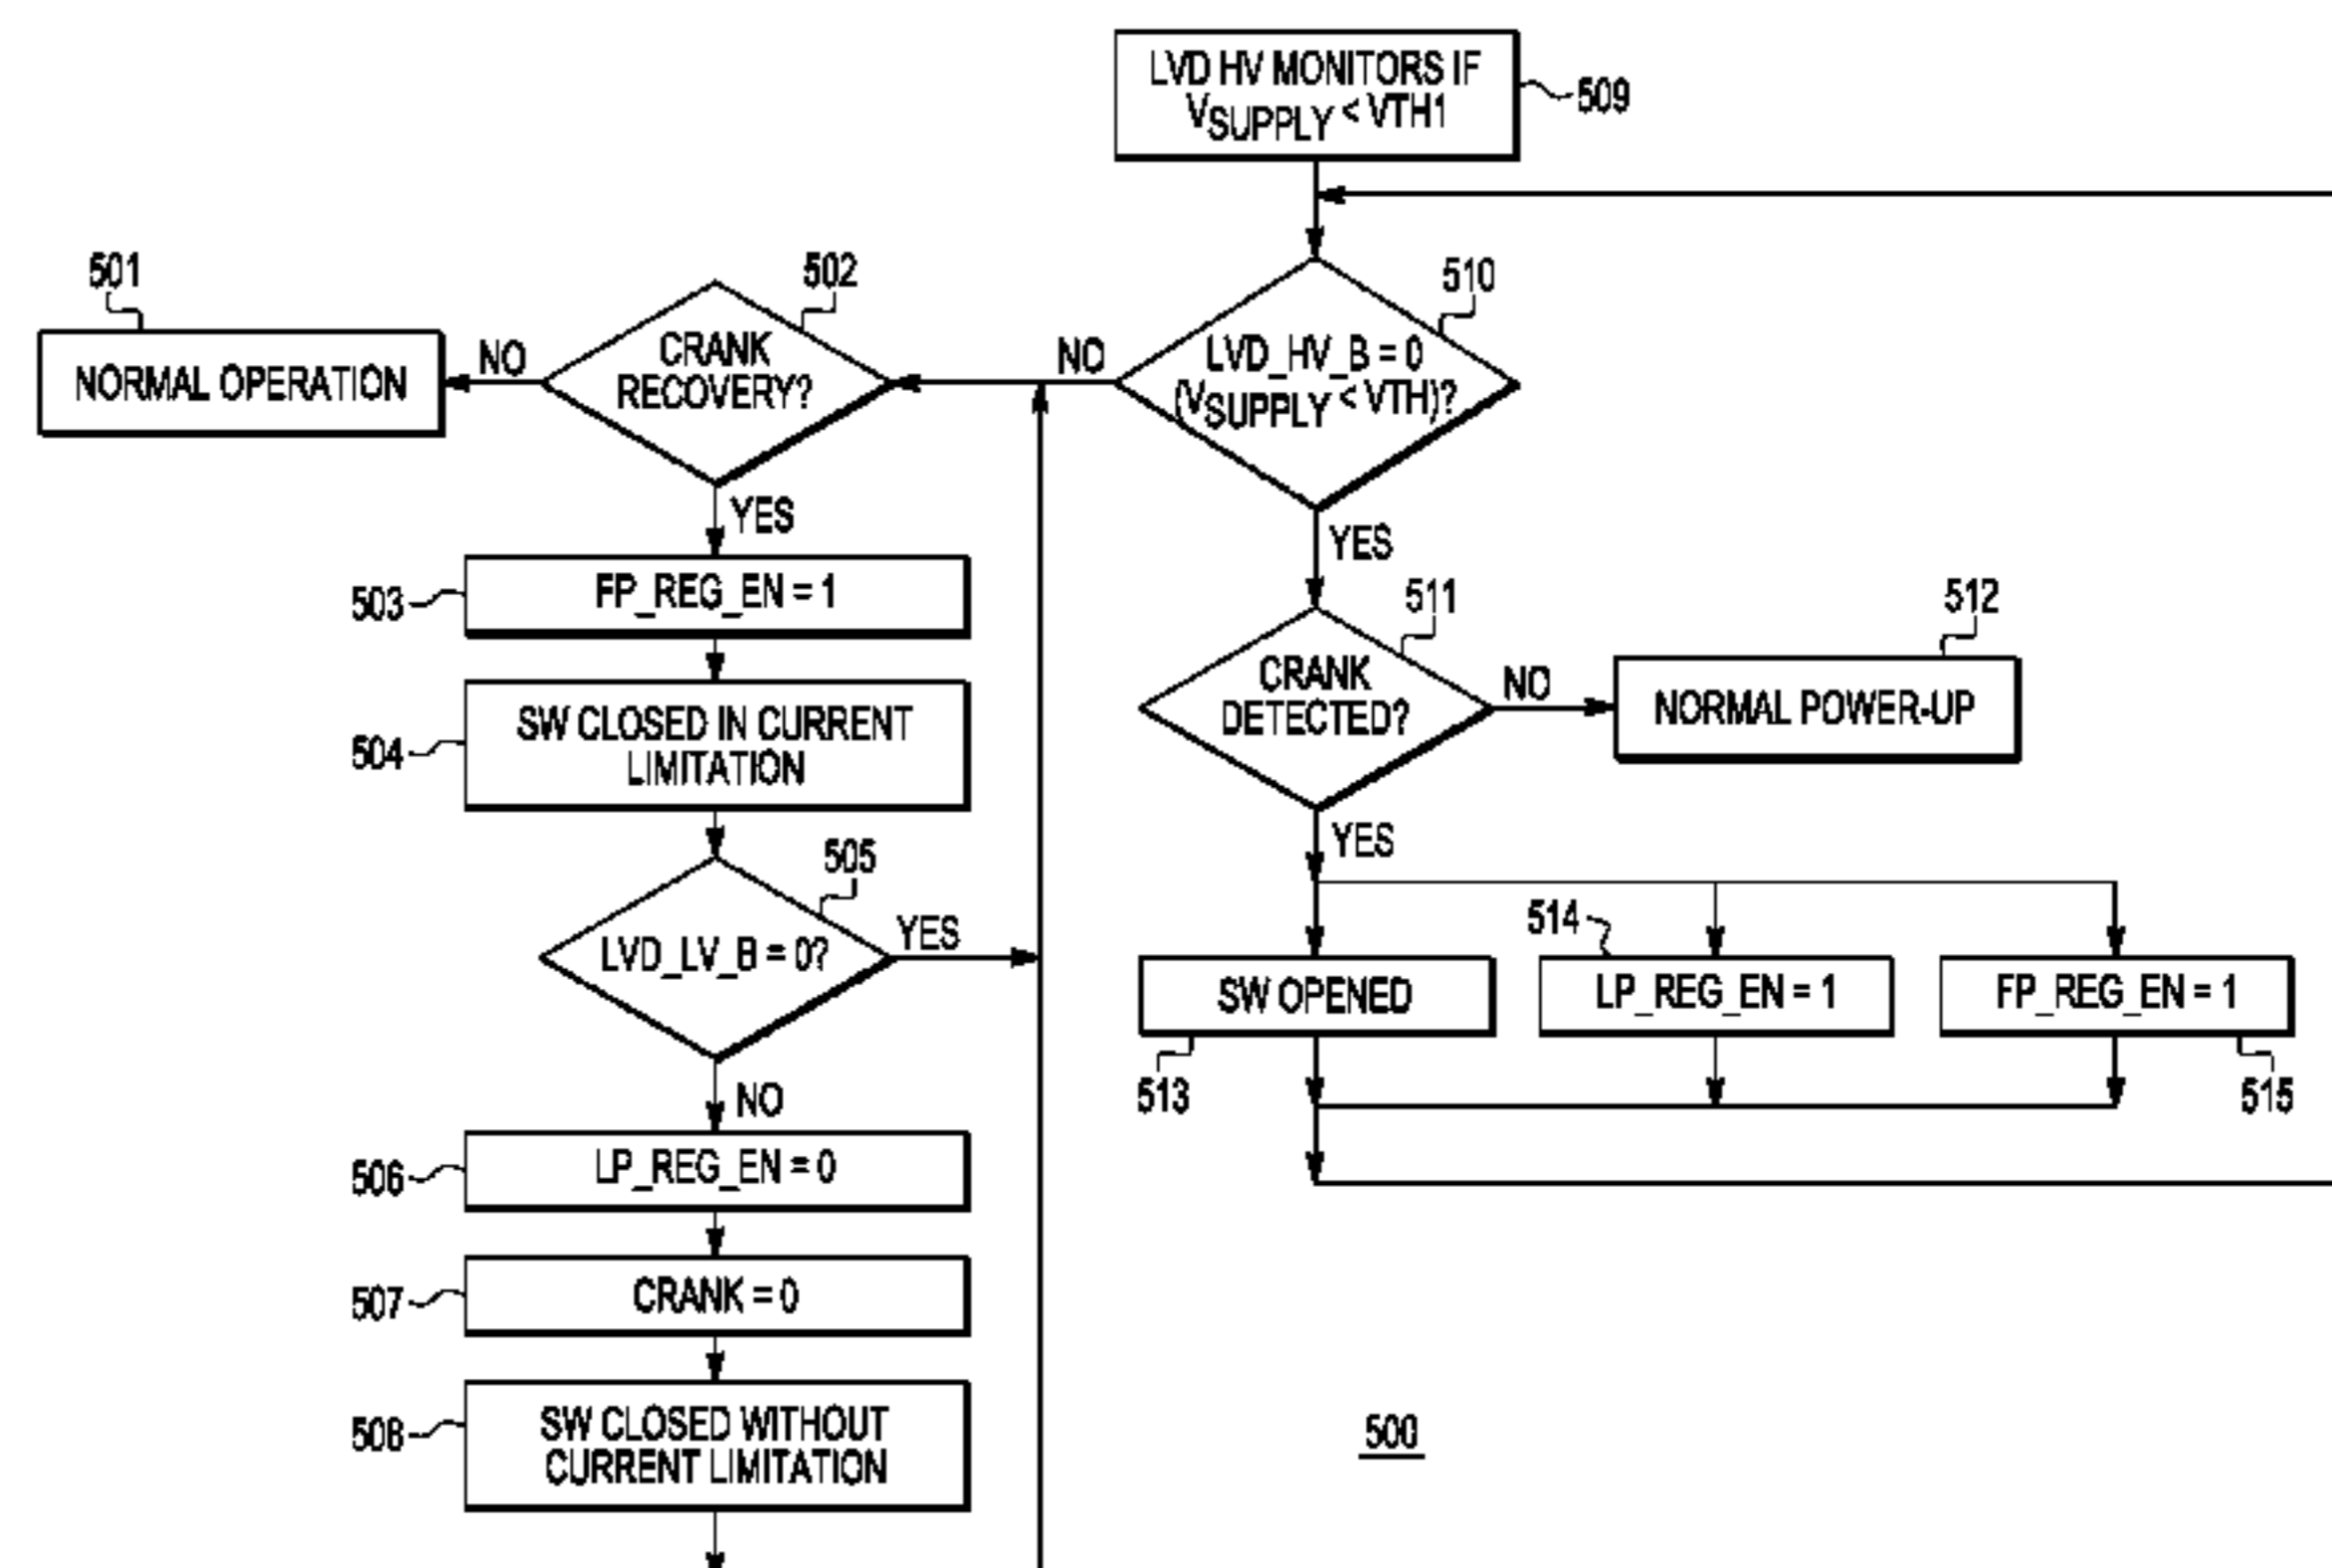 LVD HV MONITORS IF
VSUPPLY < VTH1
509
501
NORMAL OPERATION
NO
502
CRANK
RECOVERY?
NO
510
LVD_HV_B = 0
(VSUPPLY < VTH)?
YES
YES
503
FP_REG_EN = 1
511
CRANK
DETECTED?
NO
512
NORMAL POWER-UP
504
SW CLOSED IN CURRENT
LIMITATION
YES
505
LVD_LV_B = 0?
YES
514
SW OPENED
LP_REG_EN = 1
FP_REG_EN = 1
513
515
NO
506
LP_REG_EN = 0
507
CRANK = 0
508
SW CLOSED WITHOUT
CURRENT LIMITATION
500